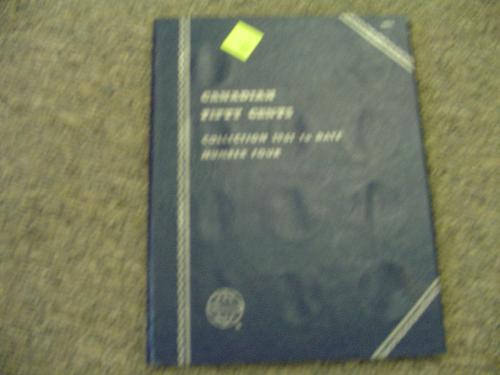 CANADIAN
FIFTY CENTS
COLLECTION TO DATE
NUMBER FOUR